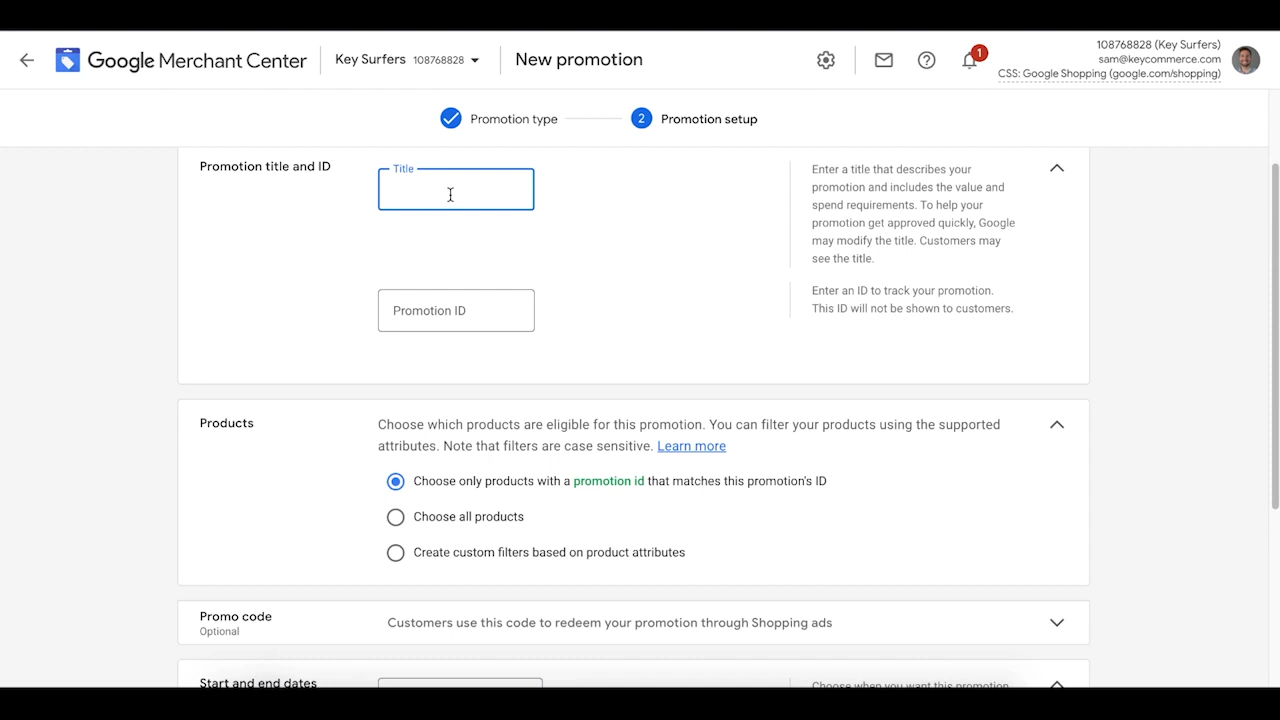 Google Merchant Center
Key Surfers 108768828
New promotion
1
108768828 (Key Surfers)
sam@keycommerce.com
CSS: Google Shopping (google.com/shopping)
Promotion type
2 Promotion setup
Promotion title and ID
Title
Enter a title that describes your
promotion and includes the value and
spend requirements. To help your
promotion get approved quickly, Google
may modify the title. Customers may
see the title.
Promotion ID
Enter an ID to track your promotion.
This ID will not be shown to customers.
Products
Choose which products are eligible for this promotion. You can filter your products using the supported
attributes. Note that filters are case sensitive. Learn more
Choose only products with a promotion id that matches this promotion's ID
Choose all products
Create custom filters based on product attributes
Promo code
Optional
Customers use this code to redeem your promotion through Shopping ads
Start and end dates
Choose when you want this promotion